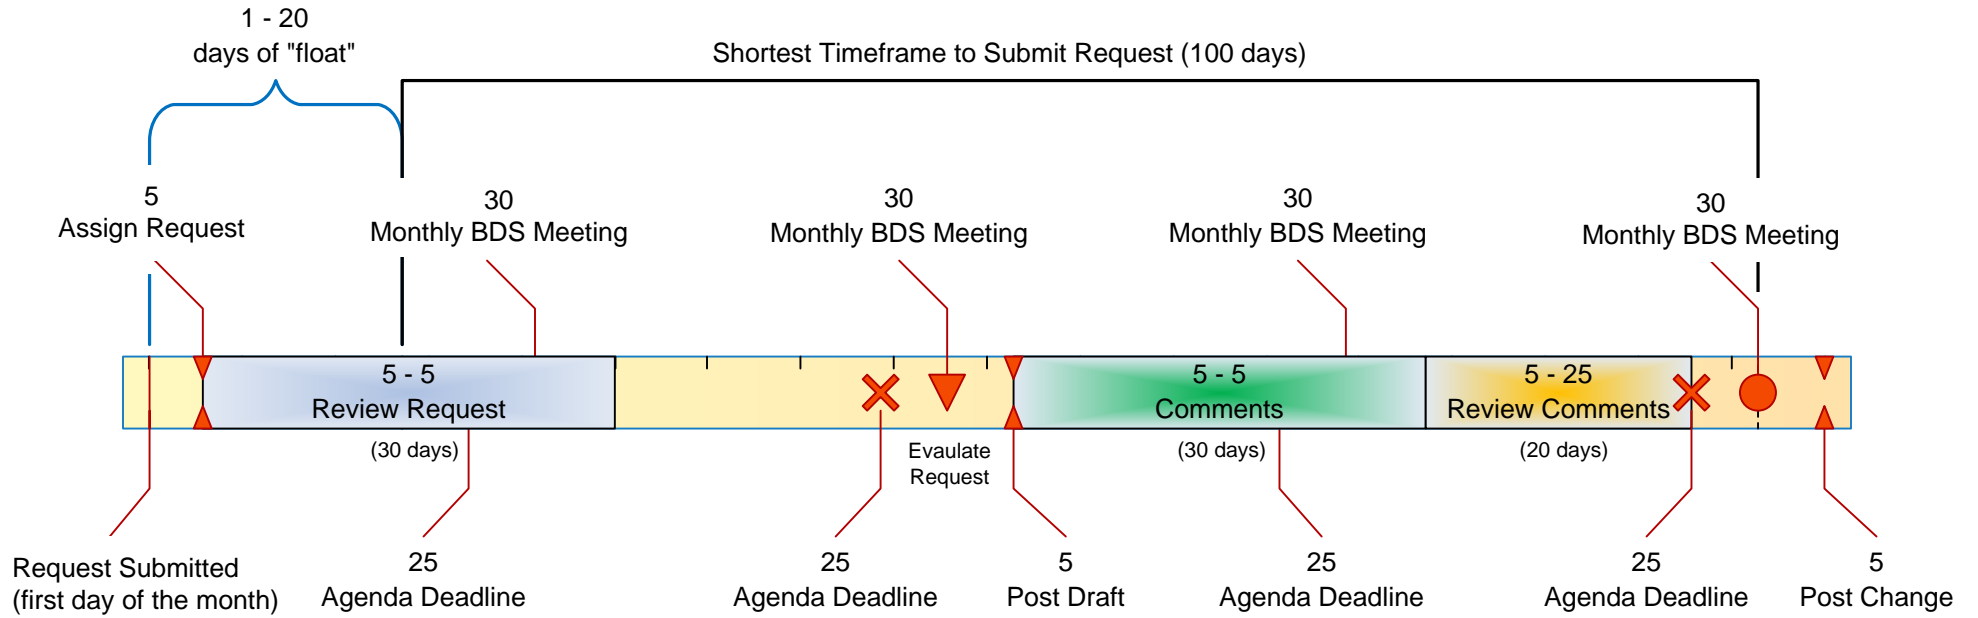 1 - 20
days of "float"
Shortest Timeframe to Submit Request (100 days)
5
Assign Request
30
Monthly BDS Meeting
30
Monthly BDS Meeting
30
Monthly BDS Meeting
30
Monthly BDS Meeting
5 - 5
Review Request
(30 days)
Evaulate
Request
5 - 5
Comments
(30 days)
5 - 25
Review Comments
(20 days)
Request Submitted
(first day of the month)
25
Agenda Deadline
25
Agenda Deadline
5
Post Draft
25
Agenda Deadline
25
Agenda Deadline
5
Post Change